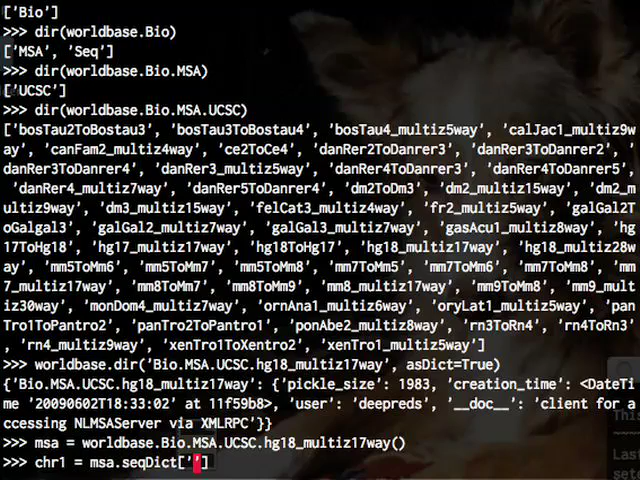 ['Bio']
>>> dir(worldbase.Bio)
['MSA', 'Seq']
>>> dir(worldbase.Bio.MSA)
['UCSC']
>>> dir(worldbase.Bio.MSA.UCSC)
['bosTau2ToBostau3', 'bosTau3ToBostau4', 'bosTau4_multiz5way', 'calJac1_multiz9w
ay', 'canFam2_multiz4way', 'ce2ToCe4', 'danRer2ToDanrer3', 'danRer3ToDanrer2', '
danRer3ToDanrer4', 'danRer3_multiz5way', 'danRer4ToDanrer3', 'danRer4ToDanrer5',
 'danRer4_multiz7way', 'danRer5ToDanrer4', 'dm2ToDm3', 'dm2_multiz15way', 'dm2_m
ultiz9way', 'dm3_multiz15way', 'felCat3_multiz4way', 'fr2_multiz5way', 'galGal2T
oGalgal3', 'galGal2_multiz7way', 'galGal3_multiz7way', 'gasAcu1_multiz8way', 'hg
17ToHg18', 'hg17_multiz17way', 'hg18ToHg17', 'hg18_multiz17way', 'hg18_multiz28w
ay', 'mm5ToMm6', 'mm5ToMm7', 'mm5ToMm8', 'mm7ToMm5', 'mm7ToMm6', 'mm7ToMm8', 'mm
7_multiz17way', 'mm8ToMm7', 'mm8ToMm9', 'mm8_multiz17way', 'mm9ToMm8', 'mm9_mult
iz30way', 'monDom4_multiz7way', 'ornAna1_multiz6way', 'oryLat1_multiz5way', 'pan
Tro1ToPantro2', 'panTro2ToPantro1', 'ponAbe2_multiz8way', 'rn3ToRn4', 'rn4ToRn3'
, 'rn4_multiz9way', 'xenTro1ToXentro2', 'xenTro1_multiz5way']
>>> worldbase.dir('Bio.MSA.UCSC.hg18_multiz17way', asDict=True)
{'Bio.MSA.UCSC.hg18_multiz17way': {'pickle_size': 1983, 'creation_time': <DateTi
me '20090602T18:33:02' at 11f59b8>, 'user': 'deepreds', '__doc__': 'client for a
ccessing NLMSAServer via XMLRPC'}}
>>> msa = worldbase.Bio.MSA.UCSC.hg18_multiz17way()
>>> chr1 = msa.seqDict['']
This
Last
sete